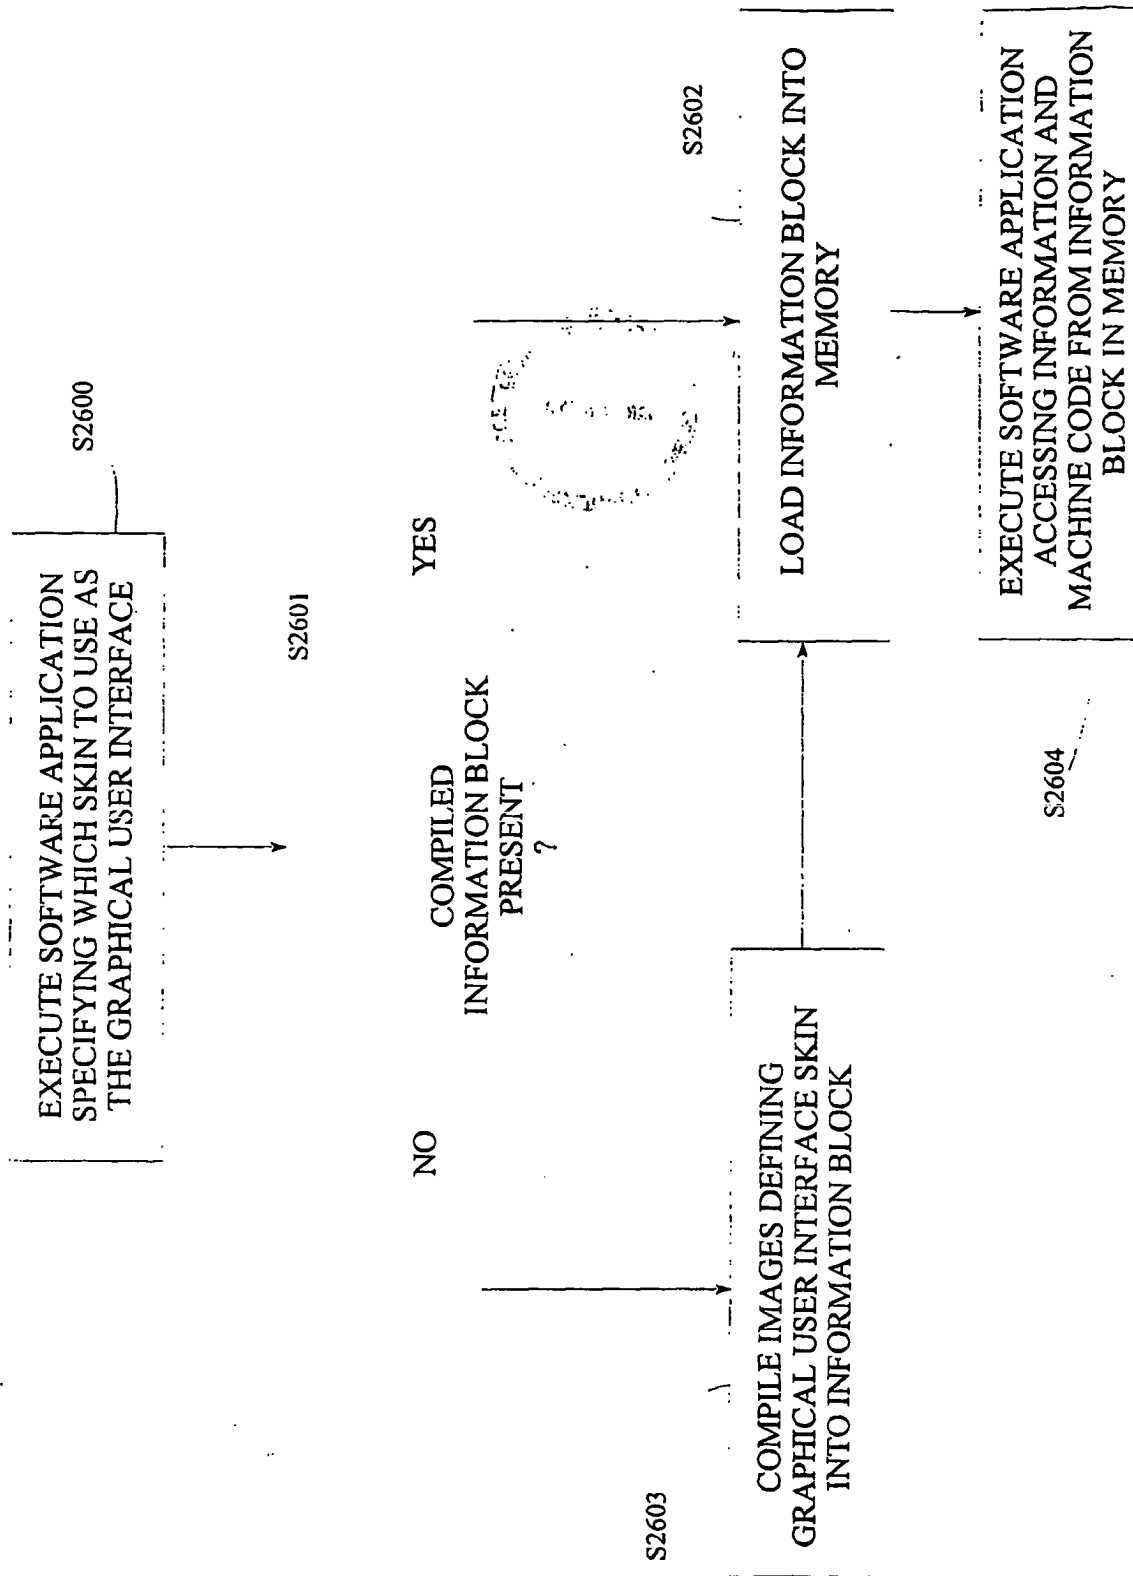 EXECUTE SOFTWARE APPLICATION
SPECIFYING WHICH SKIN TO USE AS
THE GRAPHICAL USER INTERFACE
S2600
S2601
COMPILED
INFORMATION BLOCK
PRESENT
?
NO
YES
S2603
COMPILE IMAGES DEFINING
GRAPHICAL USER INTERFACE SKIN
INTO INFORMATION BLOCK
S2602
LOAD INFORMATION BLOCK INTO
MEMORY
S2604
EXECUTE SOFTWARE APPLICATION
ACCESSING INFORMATION AND
MACHINE CODE FROM INFORMATION
BLOCK IN MEMORY